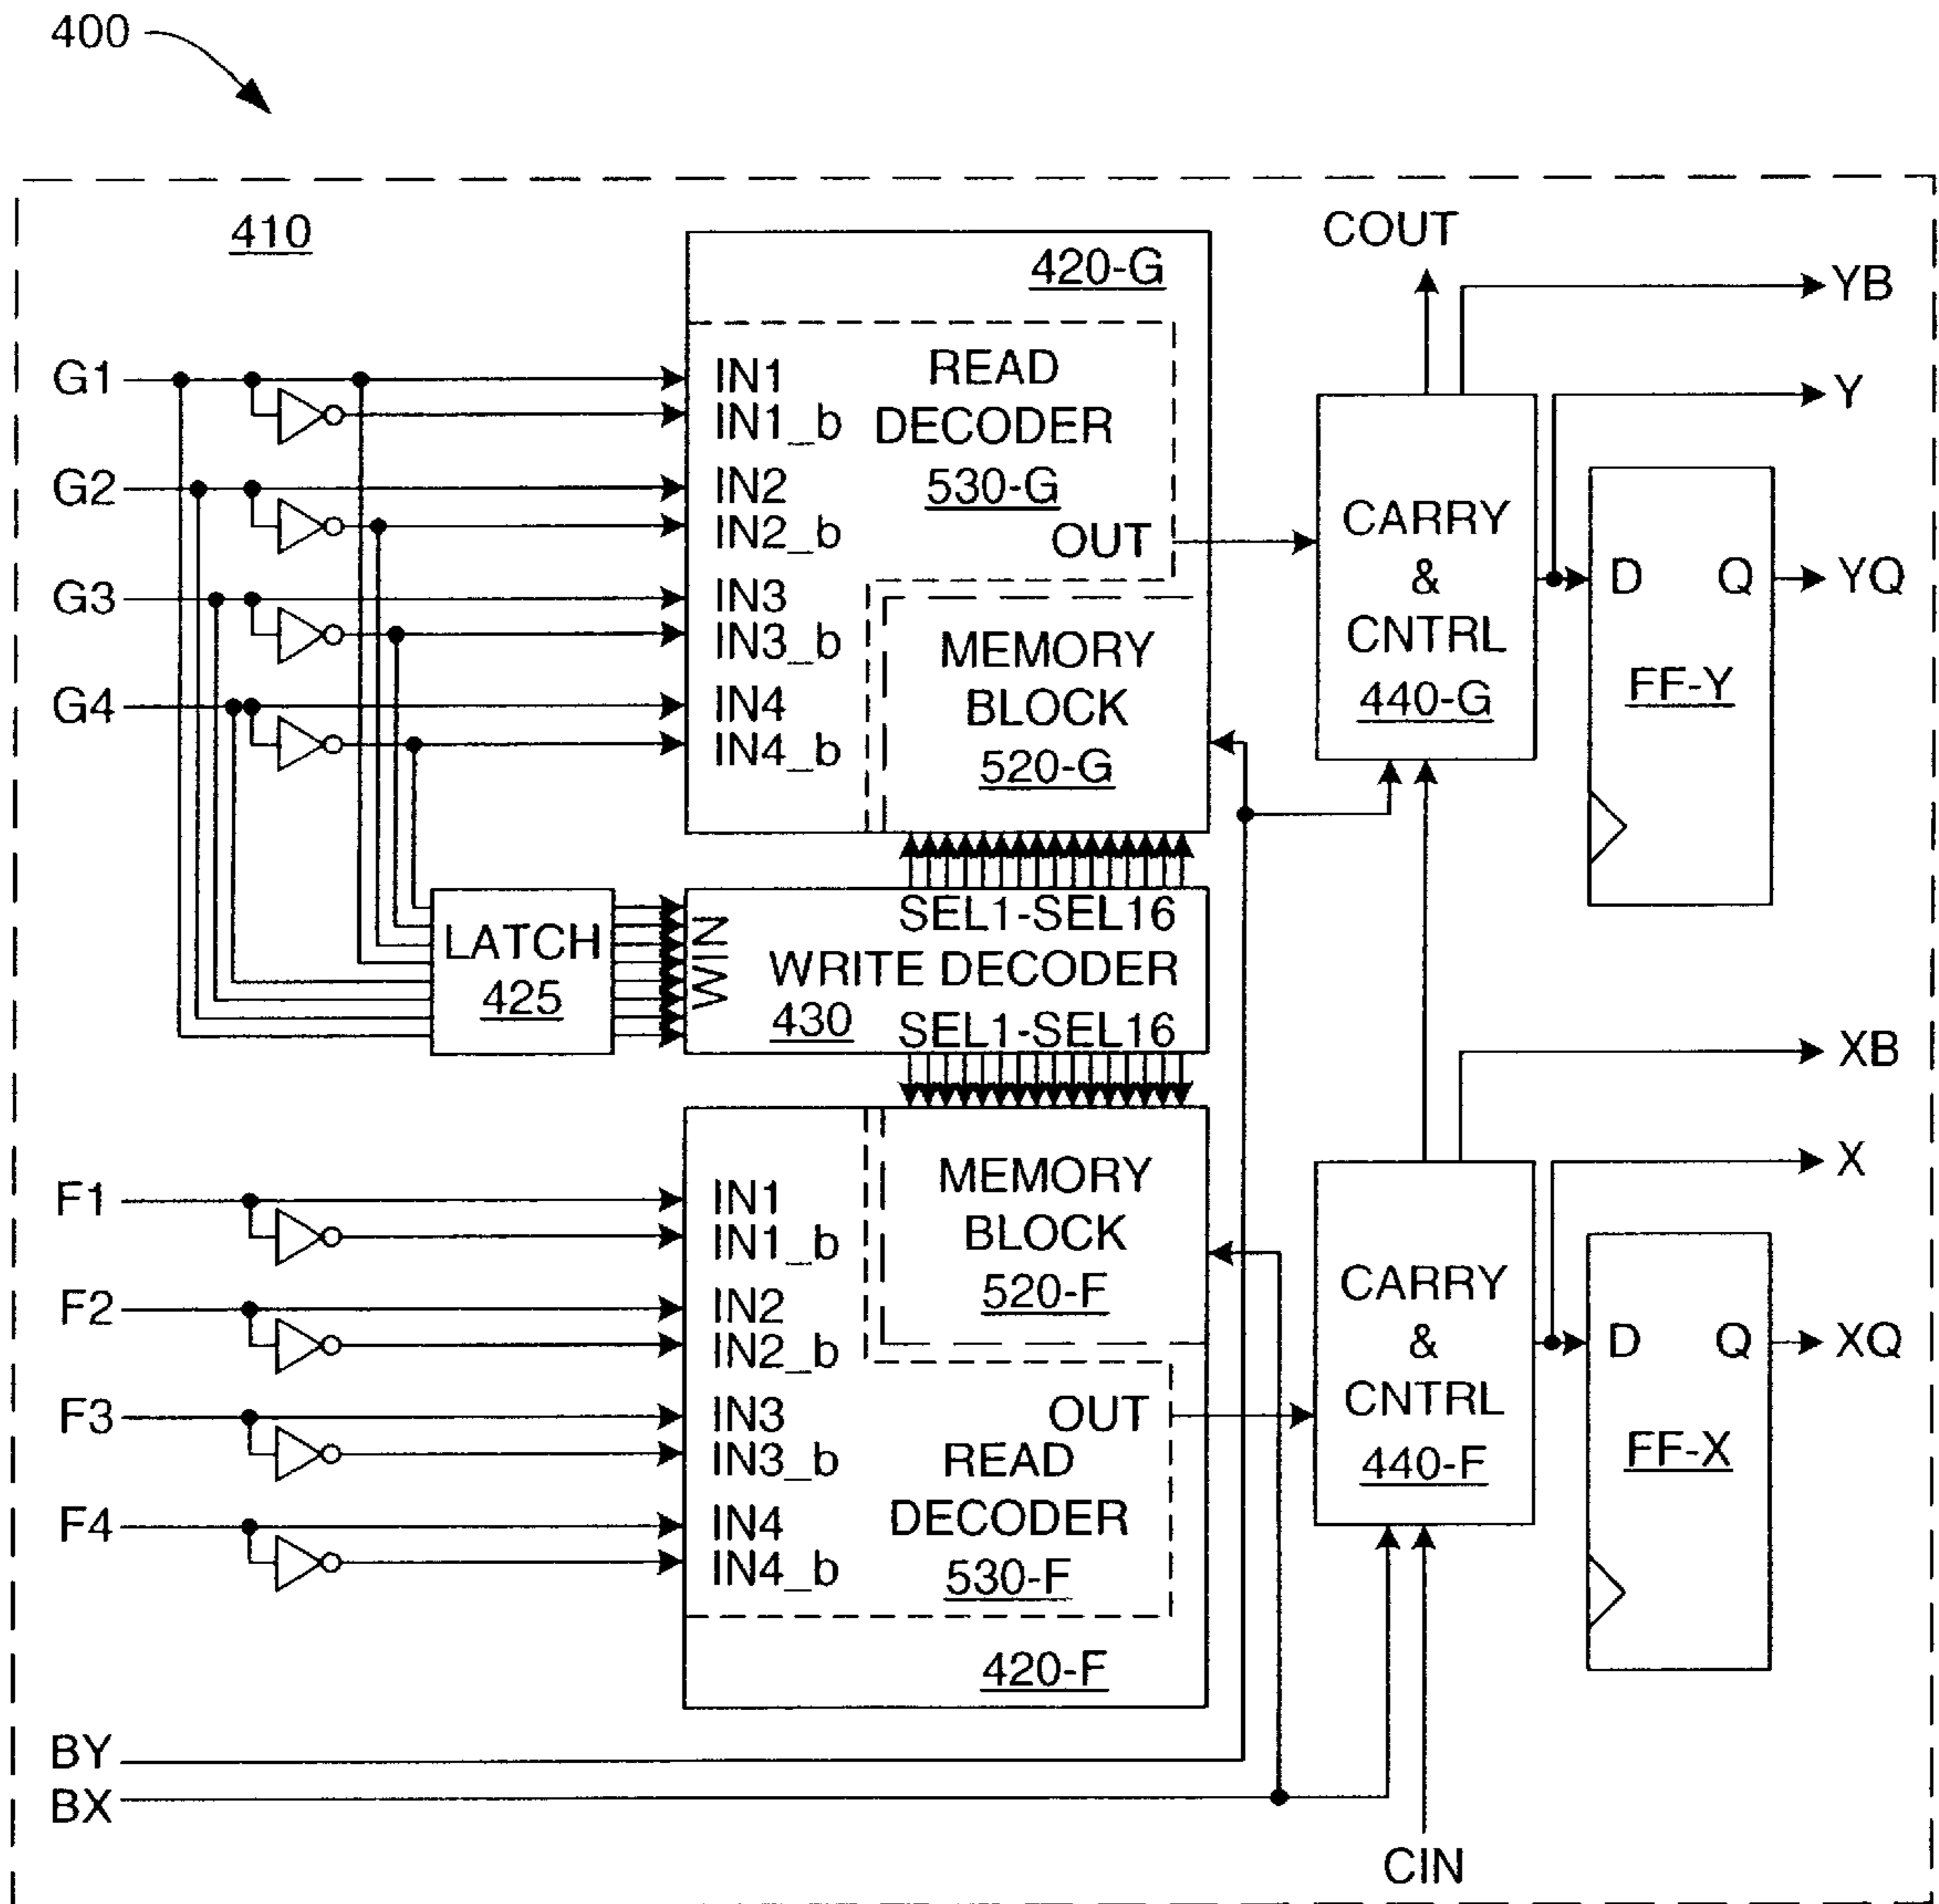 400
410
420-G
COUT
YB
Y
G1
IN1
READ
IN1_b
DECODER
G2
IN2
530-G
IN2_b
OUT
G3
IN3
IN3_b
G4
IN4
IN4_b
MEMORY
BLOCK
520-G
CARRY
&
CNTRL
440-G
D
Q
YQ
FF-Y
LATCH
425
WIN
SEL1-SEL16
WRITE DECODER
430
SEL1-SEL16
XB
X
F1
IN1
IN1_b
F2
IN2
IN2_b
F3
IN3
IN3_b
F4
IN4
IN4_b
MEMORY
BLOCK
520-F
OUT
READ
DECODER
530-F
420-F
CARRY
&
CNTRL
440-F
D
Q
XQ
FF-X
BY
BX
CIN